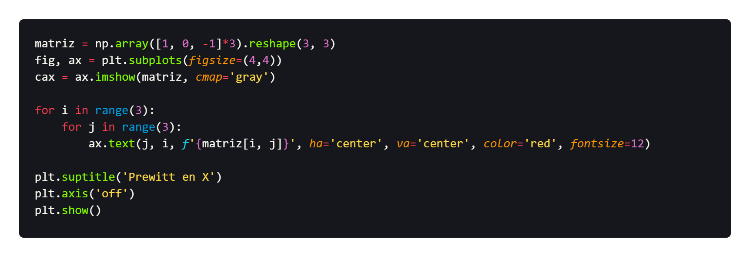 matriz = np.array([1, 0, -1]*3).reshape(3, 3)
fig, ax = plt.subplots(figsize=(4,4))
cax = ax.imshow(matriz, cmap='gray')

for i in range(3):
    for j in range(3):
        ax.text(j, i, f'{matriz[i, j]}', ha='center', va='center', color='red', fontsize=12)

plt.suptitle('Prewitt en X')
plt.axis('off')
plt.show()